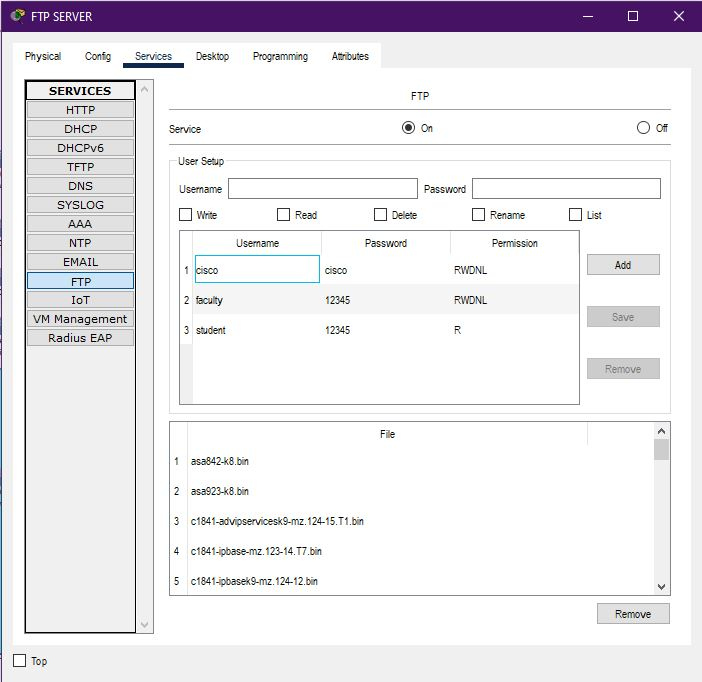 FTP SERVER
Physical Config Services Desktop Programming Attributes
SERVICES
HTTP
DHCP
DHCPv6
TFTP
DNS
SYSLOG
AAA
NTP
EMAIL
FTP
IoT
VM Management
Radius EAP
FTP
Service On Off
User Setup
Username Password
Write Read Delete Rename List
Username Password Permission
1 cisco cisco RWDNL
2 faculty 12345 RWDNL
3 student 12345 R
Add
Save
Remove
File
1 asa842-k8.bin
2 asa923-k8.bin
3 c1841-advipservicesk9-mz.124-15.T1.bin
4 c1841-ipbase-mz.123-14.T7.bin
5 c1841-ipbasek9-mz.124-12.bin
Remove
Top